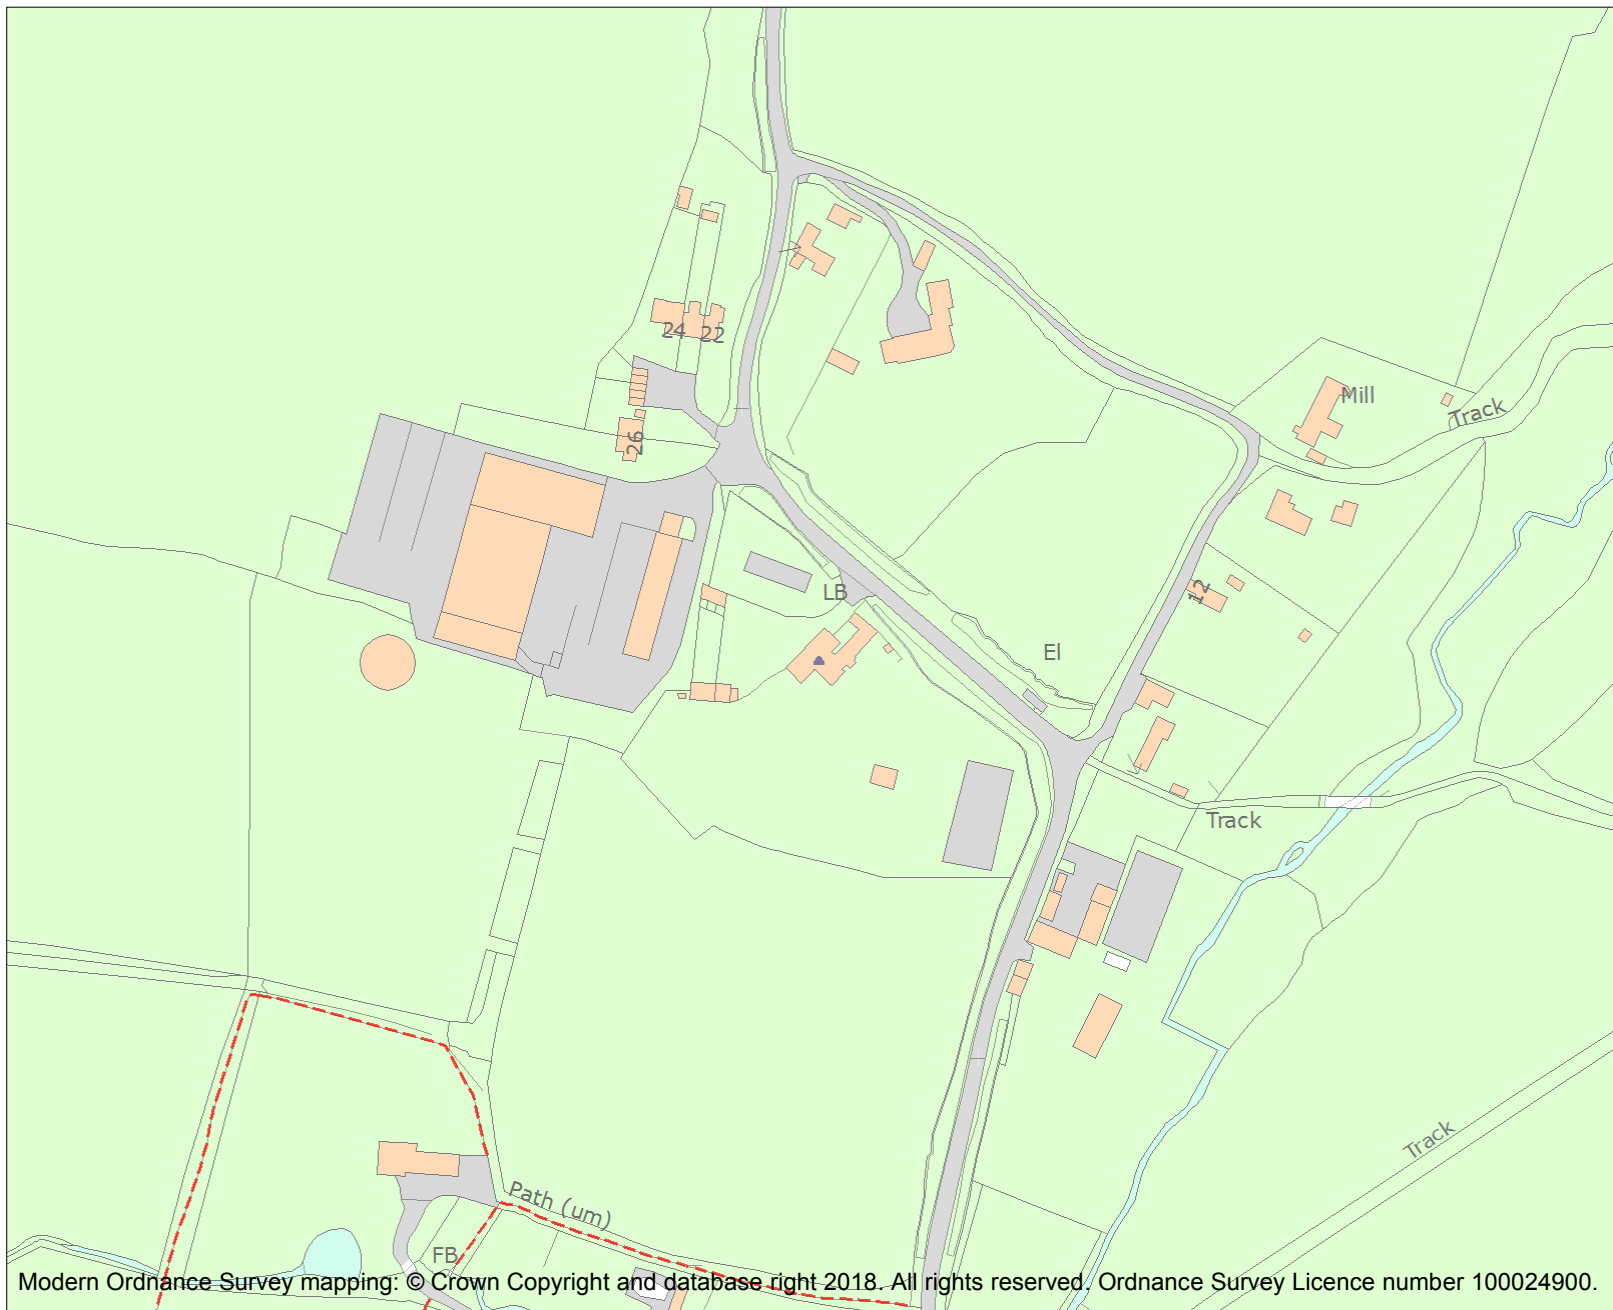 24
22
Mill
Track
26
12
LB
El
Track
Track
Path (um)
FB
Modern Ordnance Survey mapping: © Crown Copyright and database right 2018. All rights reserved. Ordnance Survey Licence number 100024900.